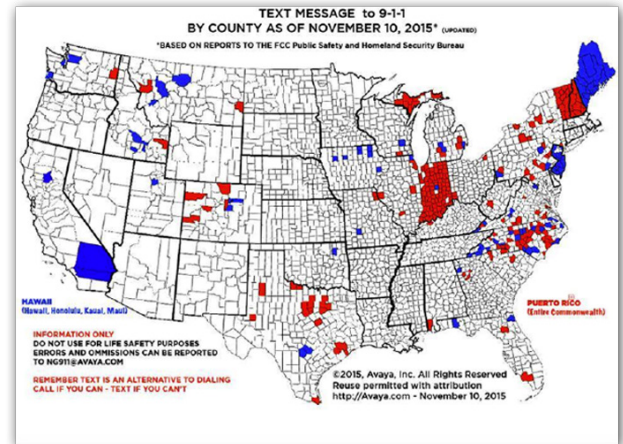 TEXT MESSAGE to 9-1-1
BY COUNTY AS OF NOVEMBER 10, 2015* (UPDATED)
*BASED ON REPORTS TO THE FCC Public Safety and Homeland Security Bureau
HAWAII
(Hawaii, Honolulu, Kauai, Maui)
PUERTO RICO
(Entire Commonwealth)
INFORMATION ONLY
DO NOT USE FOR LIFE SAFETY PURPOSES
ERRORS AND OMMISSIONS CAN BE REPORTED
TO NG911@AVAYA.COM
REMEMBER TEXT IS AN ALTERNATIVE TO DIALING
CALL IF YOU CAN - TEXT IF YOU CAN'T
©2015, Avaya, Inc. All Rights Reserved
Reuse permitted with attribution
http://Avaya.com - November 10, 2015